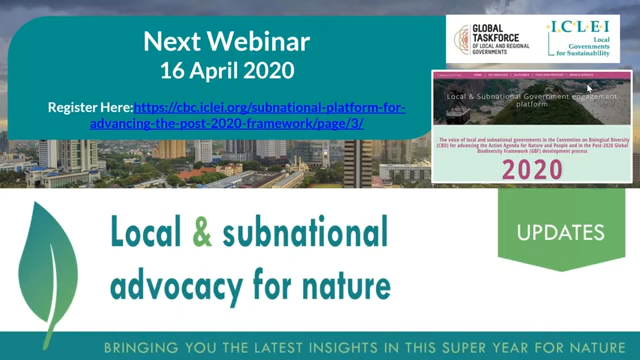 Next Webinar
16 April 2020
Register Here:https://cbc.iclei.org/subnational-platform-for-
advancing-the-post-2020-framework/page/3/
GLOBAL
TASKFORCE
OF LOCAL AND REGIONAL
GOVERNMENTS
I.C.L.E.I
Local
Governments
for Sustainability
Local & Subnational Government engagement
platform
The voice of local and subnational governments in the Convention on Biological Diversity
(CBD) for advancing the Action Agenda for Nature and People and in the Post-2020 Global
Biodiversity Framework (GBF) development process
2020
Local & subnational
advocacy for nature
UPDATES
BRINGING YOU THE LATEST INSIGHTS IN THIS SUPER YEAR FOR NATURE